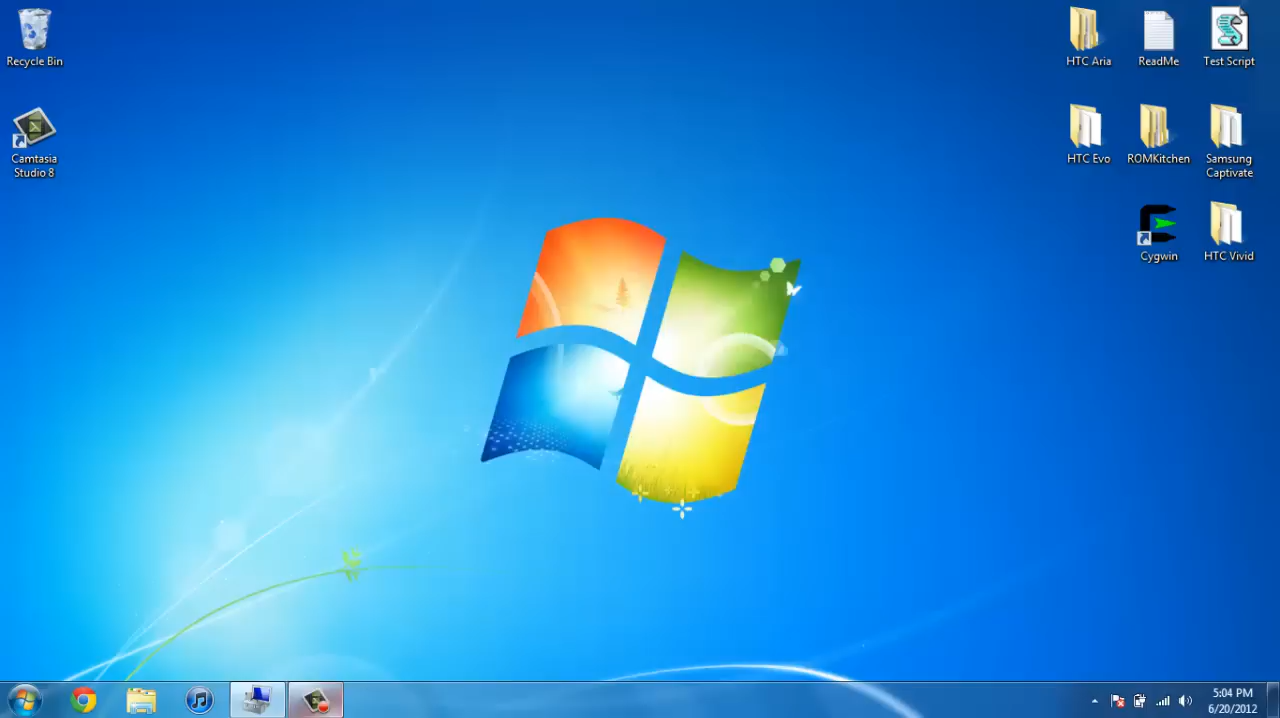 Recycle Bin
Camtasia
Studio 8
HTC Aria
ReadMe
Test Script
HTC Evo
ROMKitchen
Samsung
Captivate
Cygwin
HTC Vivid
5:04 PM
6/20/2012